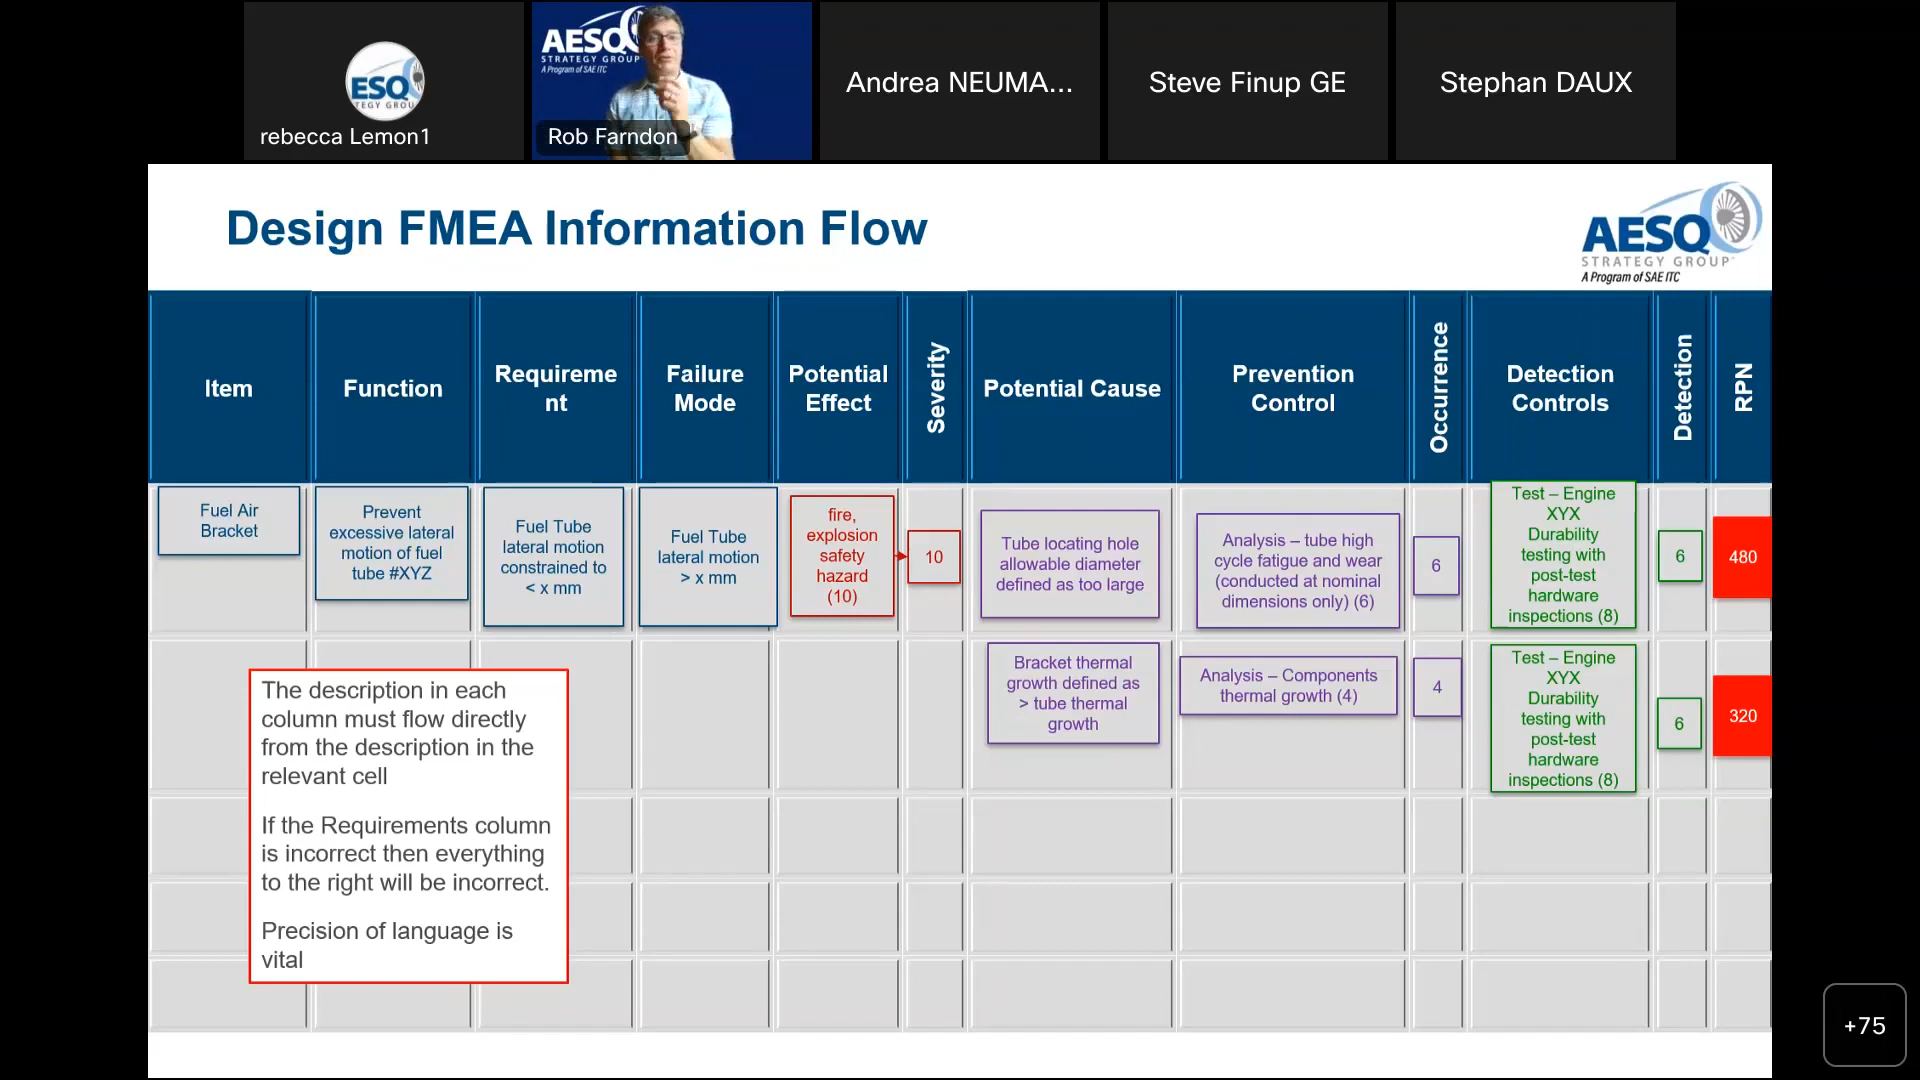 ESQ
TEGY GROU
rebecca Lemon1
AESQ
STRATEGY GROUP
A Program of SAE ITC
Rob Farndon
Andrea NEUMA...
Steve Finup GE
Stephan DAUX
Design FMEA Information Flow
AESQ
STRATEGY GROUP
A Program of SAE ITC
Item
Function
Requireme
nt
Failure
Mode
Potential
Effect
Severity
Potential Cause
Prevention
Control
Occurrence
Detection
Controls
Detection
RPN
Fuel Air
Bracket
Prevent
excessive lateral
motion of fuel
tube #XYZ
Fuel Tube
lateral motion
constrained to
< x mm
Fuel Tube
lateral motion
> x mm
fire,
explosion
safety
hazard
(10)
10
Tube locating hole
allowable diameter
defined as too large
Analysis – tube high
cycle fatigue and wear
(conducted at nominal
dimensions only) (6)
6
Test – Engine
XYX
Durability
testing with
post-test
hardware
inspections (8)
6
480
Bracket thermal
growth defined as
> tube thermal
growth
Analysis – Components
thermal growth (4)
4
Test – Engine
XYX
Durability
testing with
post-test
hardware
inspections (8)
6
320
The description in each
column must flow directly
from the description in the
relevant cell
If the Requirements column
is incorrect then everything
to the right will be incorrect.
Precision of language is
vital
+75